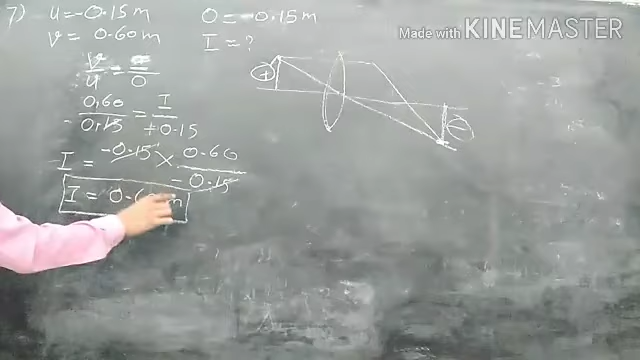 7) u = -0.15 m O = -0.15 m
v = 0.60 m I = ?
v/u = I/O
0.60/-0.15 = I/+0.15
I = -0.15 × 0.60/-0.15
I = 0.60 m
+
-
Made with KINEMASTER